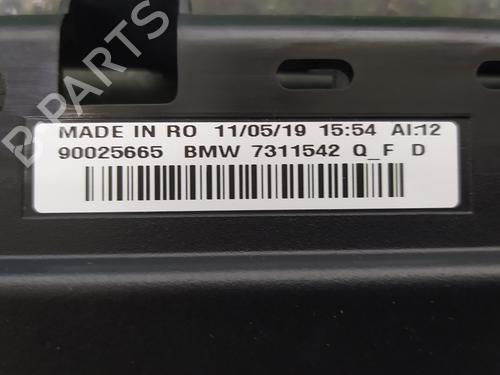 MADE IN RO 11/05/19 15:54 AI:12
90025665 BMW 7311542 Q_F D
B-PARTS